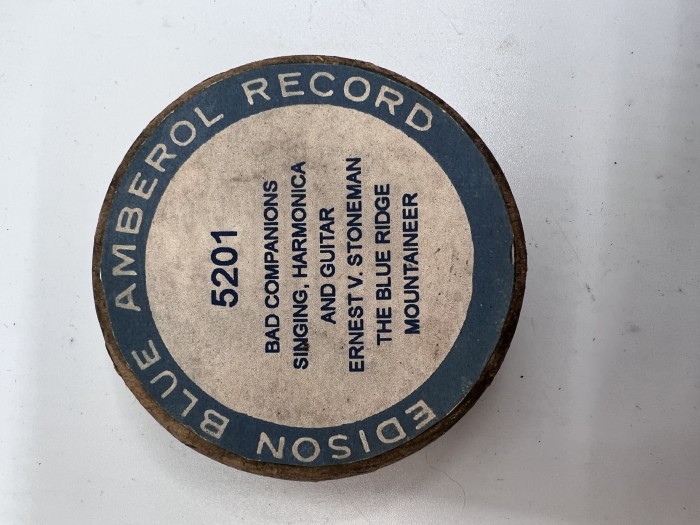 EDISON BLUE AMBEROL RECORD
5201
BAD COMPANIONS
SINGING, HARMONICA
AND GUITAR
ERNEST V. STONEMAN
THE BLUE RIDGE
MOUNTAINEER